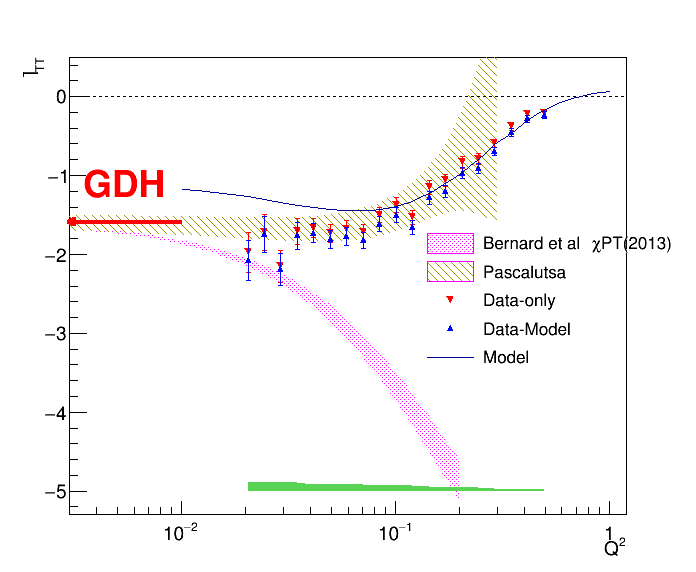 I_TT
0
−1
GDH
−2
−3
−4
−5
Bernard et al χPT(2013)
Pascalutsa
Data-only
Data-Model
Model
10⁻² 10⁻¹ 1
Q²